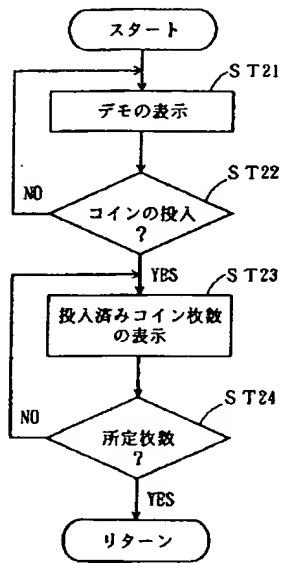 スタート
ST21
デモの表示
ST22
コインの投入
?
NO
YES
ST23
投入済みコイン枚数
の表示
ST24
所定枚数
?
NO
YES
リターン